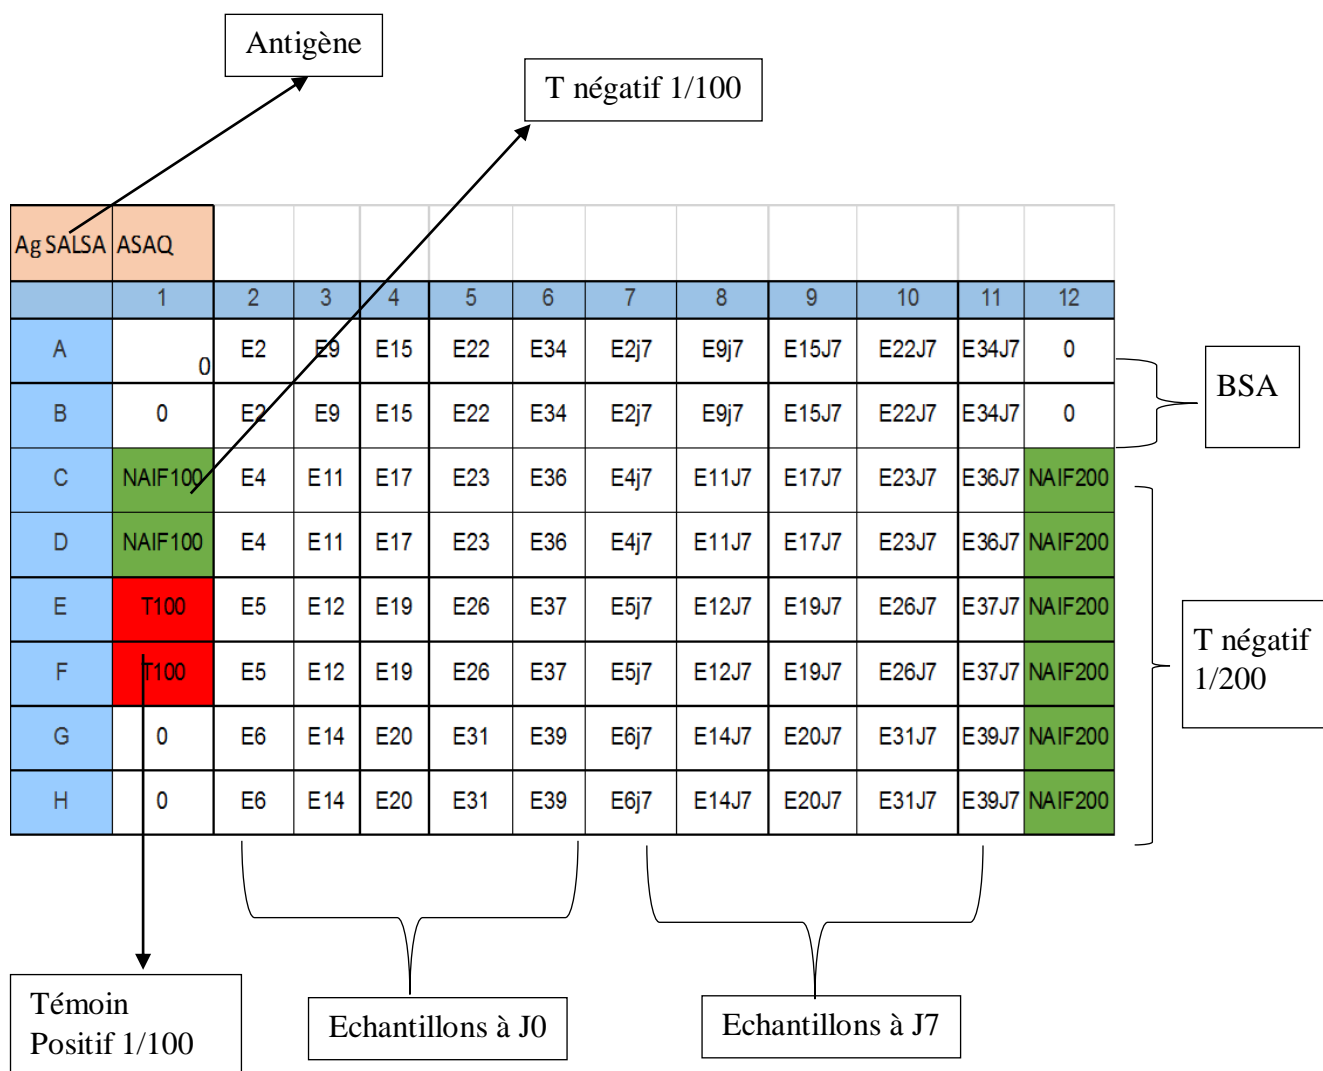 Antigène
T négatif 1/100
Ag SALSA ASAQ
1 2 3 4 5 6 7 8 9 10 11 12
A 0 E2 E9 E15 E22 E34 E2j7 E9j7 E15J7 E22J7 E34J7 0
B 0 E2 E9 E15 E22 E34 E2j7 E9j7 E15J7 E22J7 E34J7 0
BSA
C NAIF100 E4 E11 E17 E23 E36 E4j7 E11J7 E17J7 E23J7 E36J7 NAIF200
D NAIF100 E4 E11 E17 E23 E36 E4j7 E11J7 E17J7 E23J7 E36J7 NAIF200
E T100 E5 E12 E19 E26 E37 E5j7 E12J7 E19J7 E26J7 E37J7 NAIF200
F T100 E5 E12 E19 E26 E37 E5j7 E12J7 E19J7 E26J7 E37J7 NAIF200
G 0 E6 E14 E20 E31 E39 E6j7 E14J7 E20J7 E31J7 E39J7 NAIF200
H 0 E6 E14 E20 E31 E39 E6j7 E14J7 E20J7 E31J7 E39J7 NAIF200
T négatif
1/200
Témoin
Positif 1/100
Echantillons à J0
Echantillons à J7